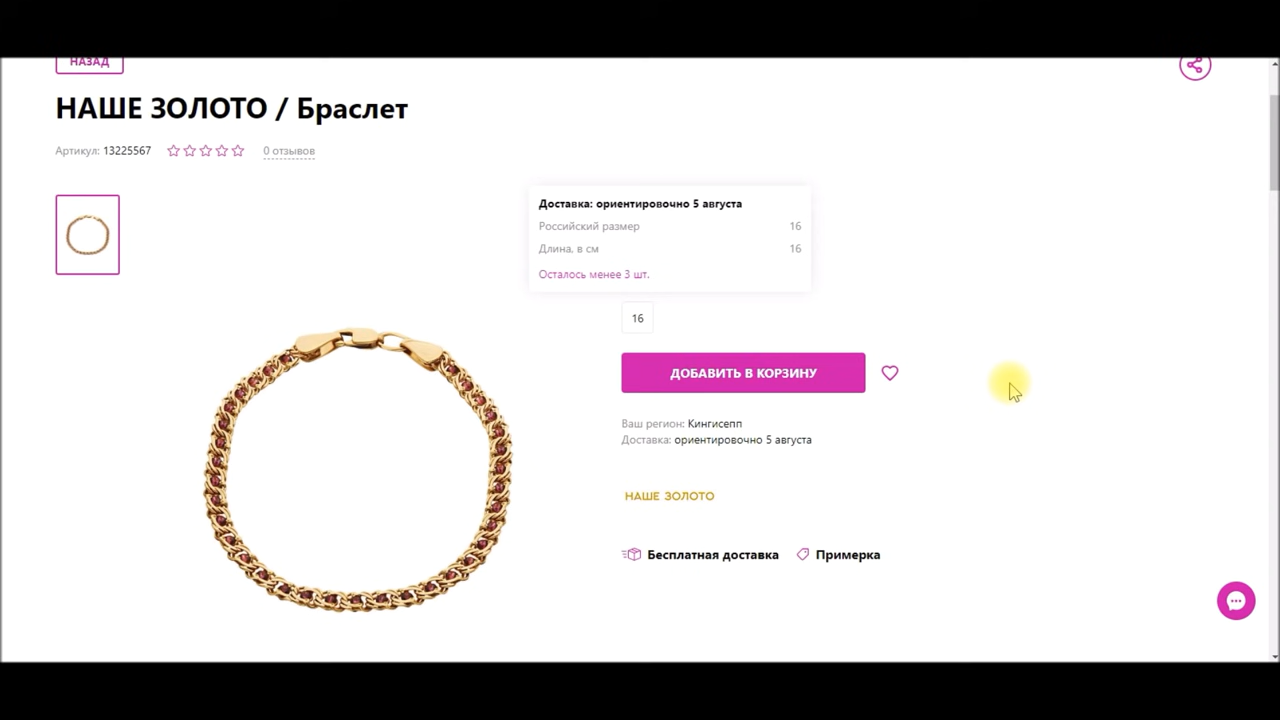 НАЗАД
НАШЕ ЗОЛОТО / Браслет
Артикул: 13225567 0 отзывов
Доставка: ориентировочно 5 августа
Российский размер 16
Длина, в см 16
Осталось менее 3 шт.
16
ДОБАВИТЬ В КОРЗИНУ
Ваш регион: Кингисепп
Доставка: ориентировочно 5 августа
НАШЕ ЗОЛОТО
Бесплатная доставка Примерка